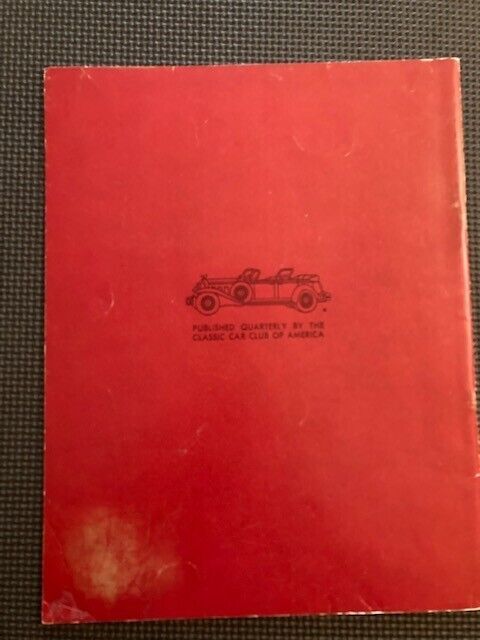 PUBLISHED QUARTERLY BY THE
CLASSIC CAR CLUB OF AMERICA